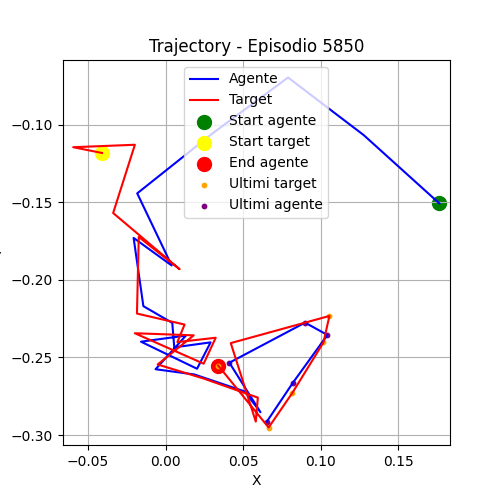 Trajectory - Episodio 5850
Agente
Target
Start agente
Start target
End agente
Ultimi target
Ultimi agente
−0.10
−0.15
−0.20
−0.25
−0.30
−0.05
0.00
0.05
0.10
0.15
X